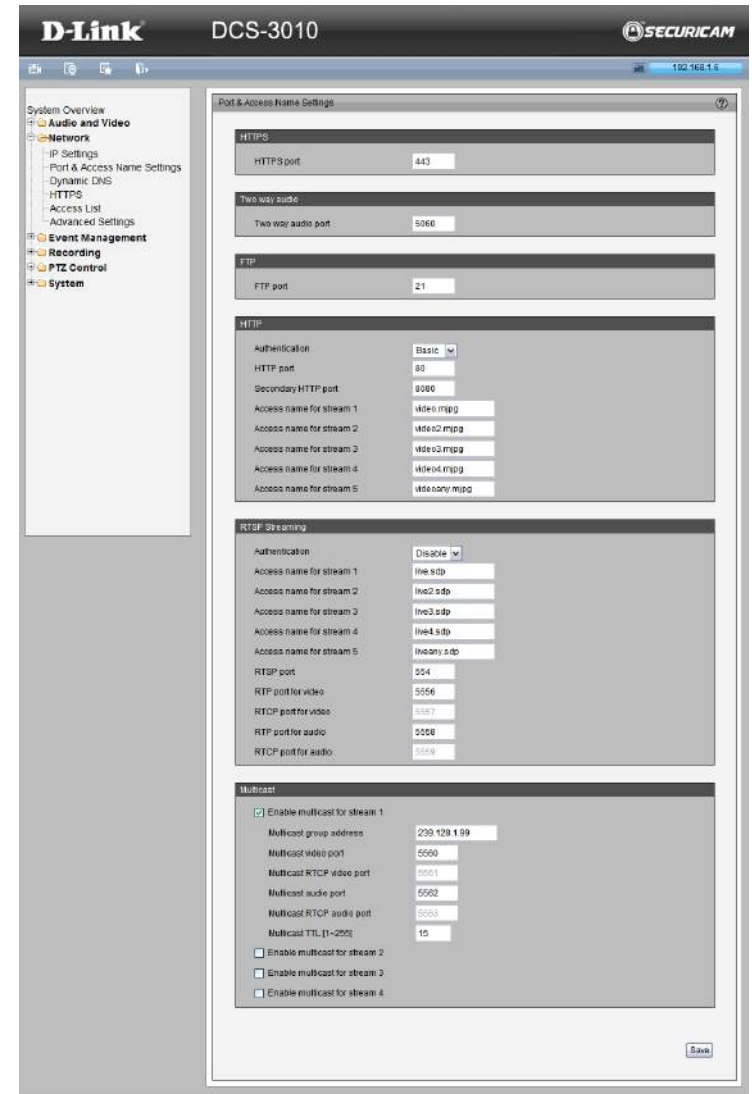 D-Link
DCS-3010
SECURICAM
192.168.1.6
System Overview
Audio and Video
Network
IP Settings
Port & Access Name Settings
Dynamic DNS
HTTPS
Access List
Advanced Settings
Event Management
Recording
PTZ Control
System
Port & Access Name Settings
HTTPS
HTTPS port 443
Two way audio
Two way audio port 5060
FTP
FTP port 21
HTTP
Authentication Basic
HTTP port 80
Secondary HTTP port 8080
Access name for stream 1 video.mjpg
Access name for stream 2 video2.mjpg
Access name for stream 3 video3.mjpg
Access name for stream 4 video4.mjpg
Access name for stream 5 videoany.mjpg
RTSP Streaming
Authentication Disable
Access name for stream 1 live.sdp
Access name for stream 2 live2.sdp
Access name for stream 3 live3.sdp
Access name for stream 4 live4.sdp
Access name for stream 5 liveany.sdp
RTSP port 554
RTP port for video 5556
RTCP port for video 5557
RTP port for audio 5558
RTCP port for audio 5559
Multicast
Enable multicast for stream 1
Multicast group address 239.128.1.99
Multicast video port 5560
Multicast RTCP video port 5561
Multicast audio port 5562
Multicast RTCP audio port 5563
Multicast TTL [1~255] 15
Enable multicast for stream 2
Enable multicast for stream 3
Enable multicast for stream 4
Save